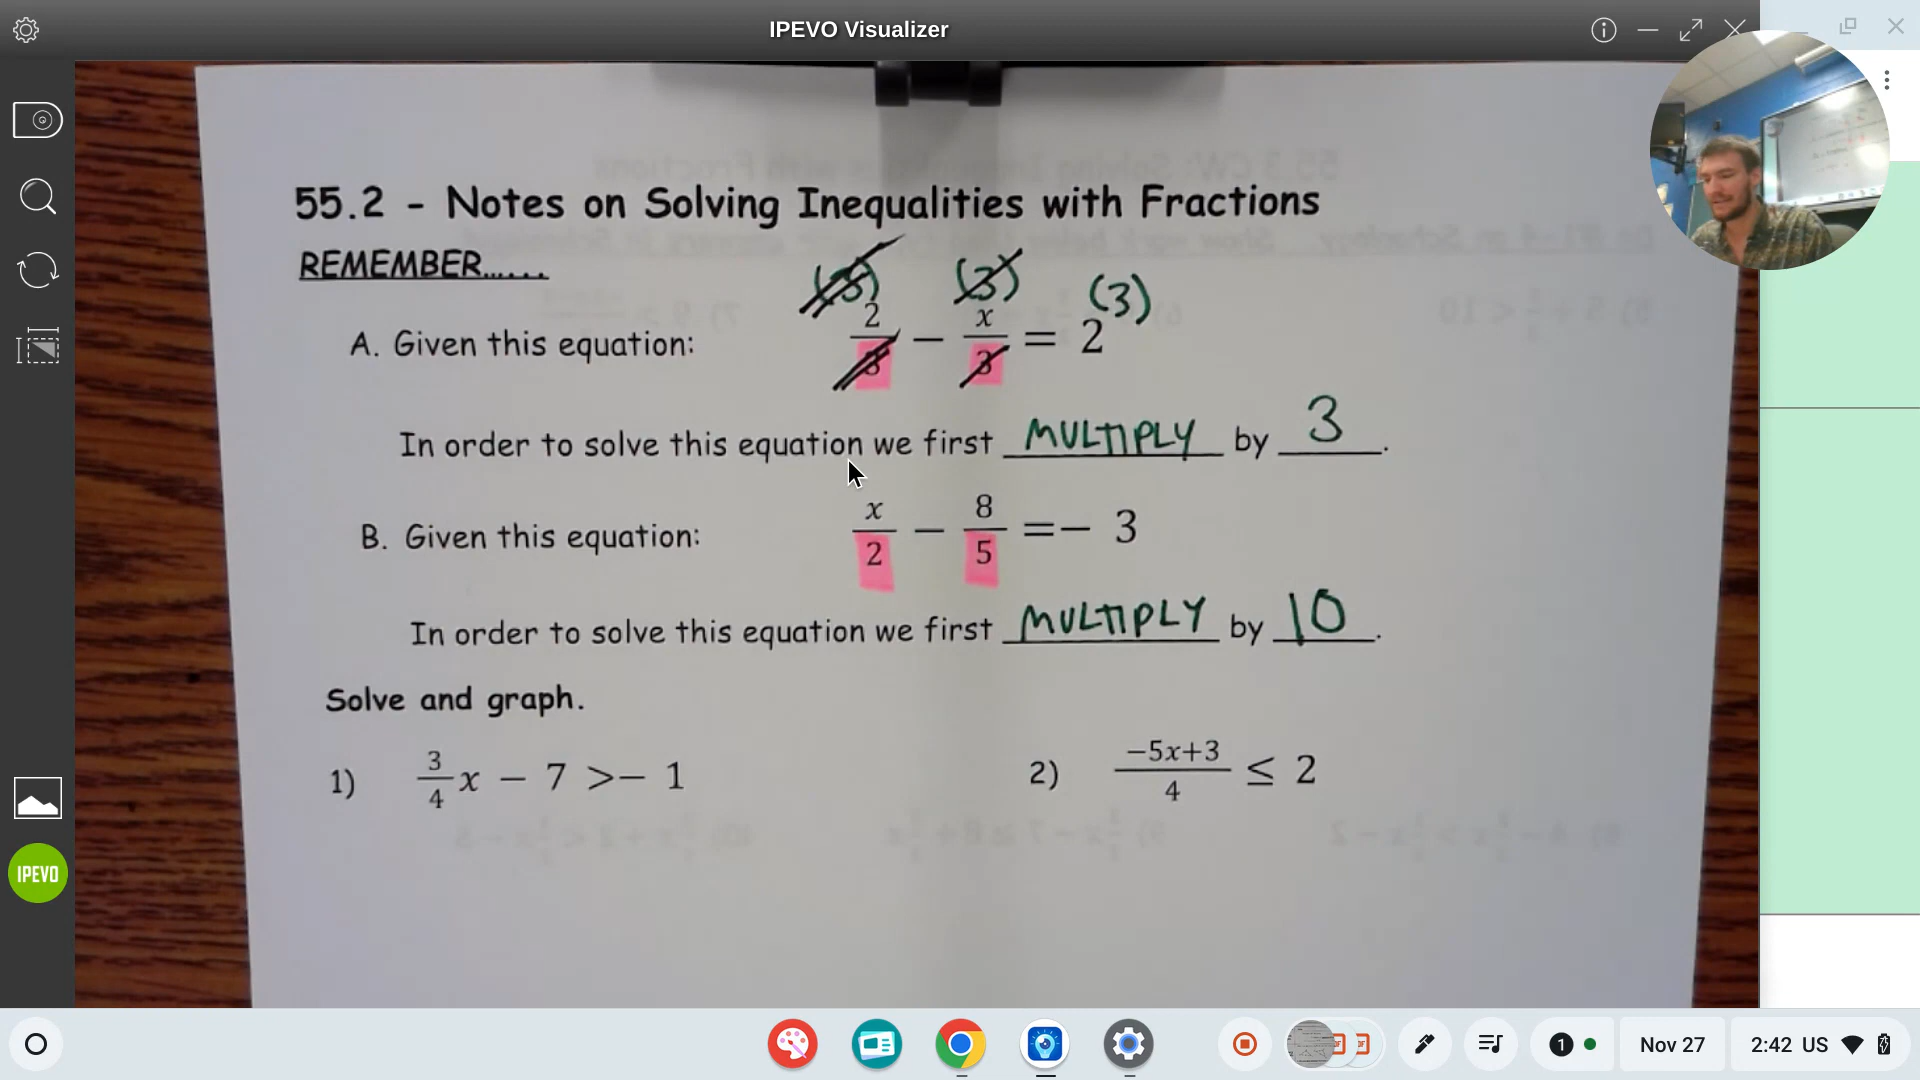 IPEVO Visualizer
55.2 - Notes on Solving Inequalities with Fractions
REMEMBER......
(3) (3) (3)
A. Given this equation: 2/3 − x/3 = 2
In order to solve this equation we first MULTIPLY by 3.
B. Given this equation: x/2 − 8/5 =− 3
In order to solve this equation we first MULTIPLY by 10.
Solve and graph.
1) 3/4 x − 7 >− 1
2) −5x+3/4 ≤ 2
IPEVO
1
Nov 27
2:42 US